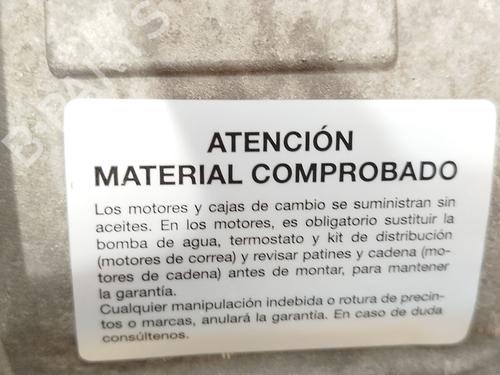 B-PARTS
ATENCIÓN
MATERIAL COMPROBADO
Los motores y cajas de cambio se suministran sin
aceites. En los motores, es obligatorio sustituir la
bomba de agua, termostato y kit de distribución
(motores de correa) y revisar patines y cadena (mo-
tores de cadena) antes de montar, para mantener
la garantía.
Cualquier manipulación indebida o rotura de precin-
tos o marcas, anulará la garantía. En caso de duda
consúltenos.